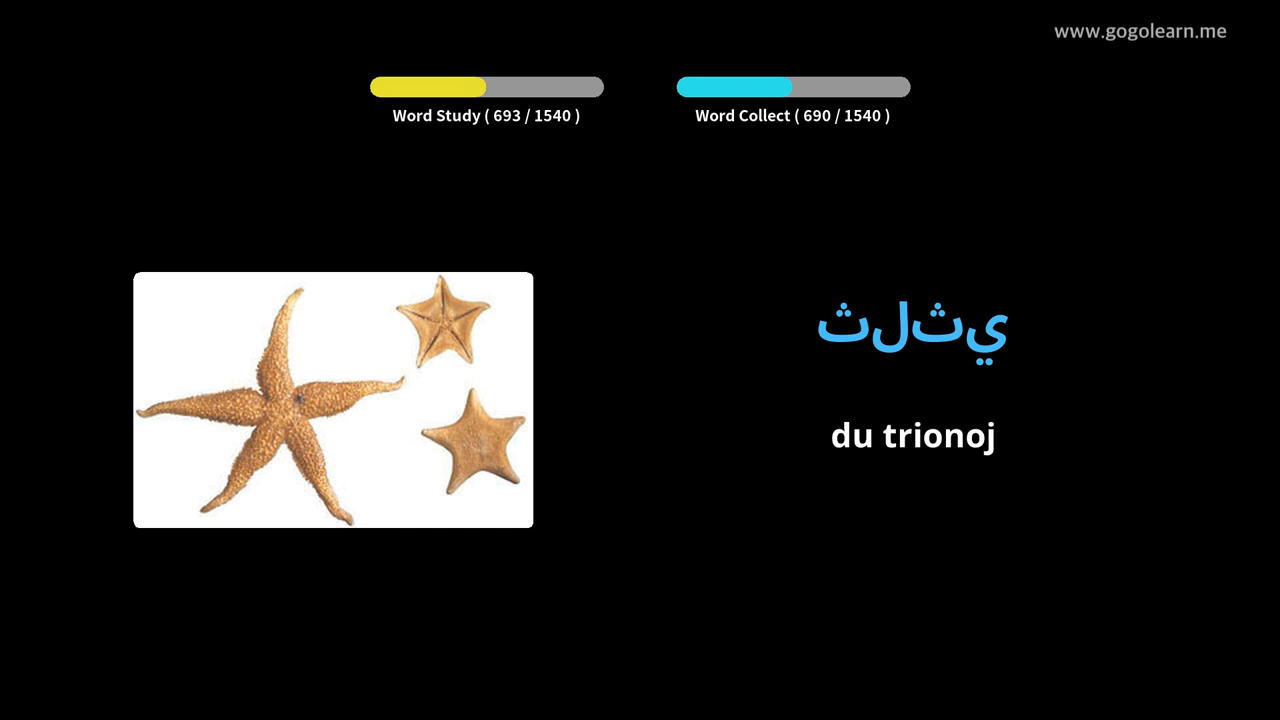 www.gogolearn.me
Word Study ( 693 / 1540 )
Word Collect ( 690 / 1540 )
ثلثي
du trionoj